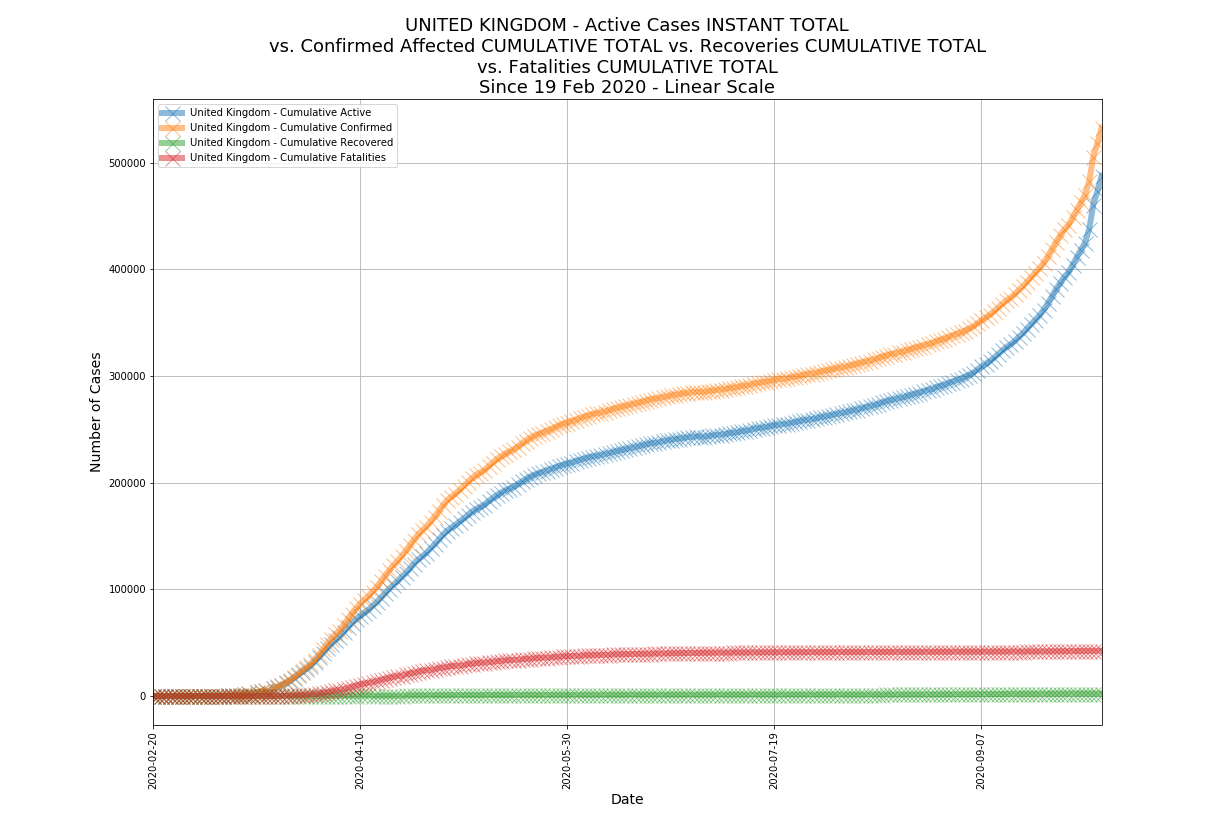 UNITED KINGDOM - Active Cases INSTANT TOTAL
vs. Confirmed Affected CUMULATIVE TOTAL vs. Recoveries CUMULATIVE TOTAL
vs. Fatalities CUMULATIVE TOTAL
Since 19 Feb 2020 - Linear Scale
United Kingdom - Cumulative Active
United Kingdom - Cumulative Confirmed
United Kingdom - Cumulative Recovered
United Kingdom - Cumulative Fatalities
Number of Cases
500000
400000
300000
200000
100000
0
2020-02-20
2020-04-10
2020-05-30
2020-07-19
2020-09-07
Date